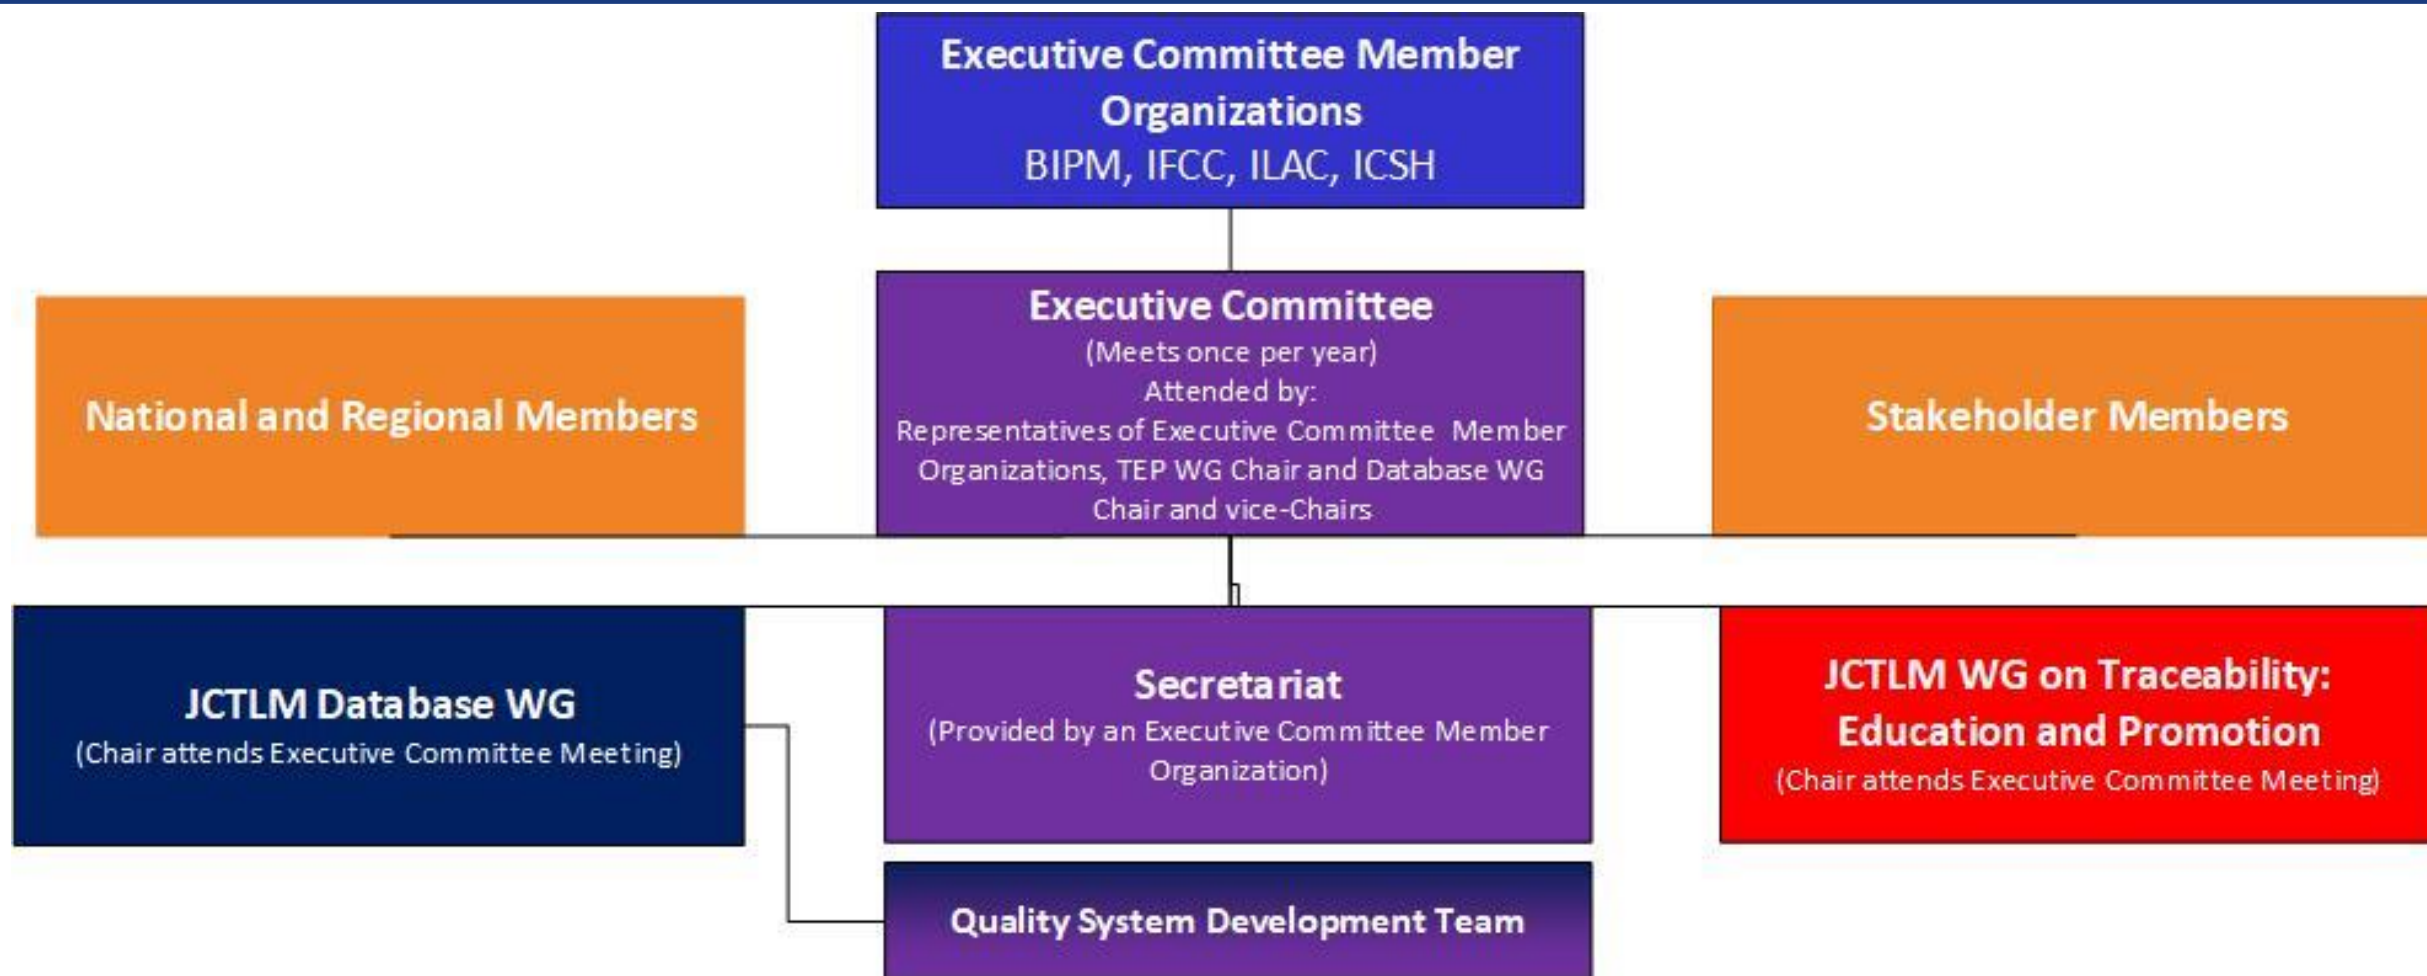 Executive Committee Member
Organizations
BIPM, IFCC, ILAC, ICSH
Executive Committee
(Meets once per year)
Attended by:
Representatives of Executive Committee Member
Organizations, TEP WG Chair and Database WG
Chair and vice-Chairs
National and Regional Members
Stakeholder Members
JCTLM Database WG
(Chair attends Executive Committee Meeting)
Secretariat
(Provided by an Executive Committee Member
Organization)
JCTLM WG on Traceability:
Education and Promotion
(Chair attends Executive Committee Meeting)
Quality System Development Team